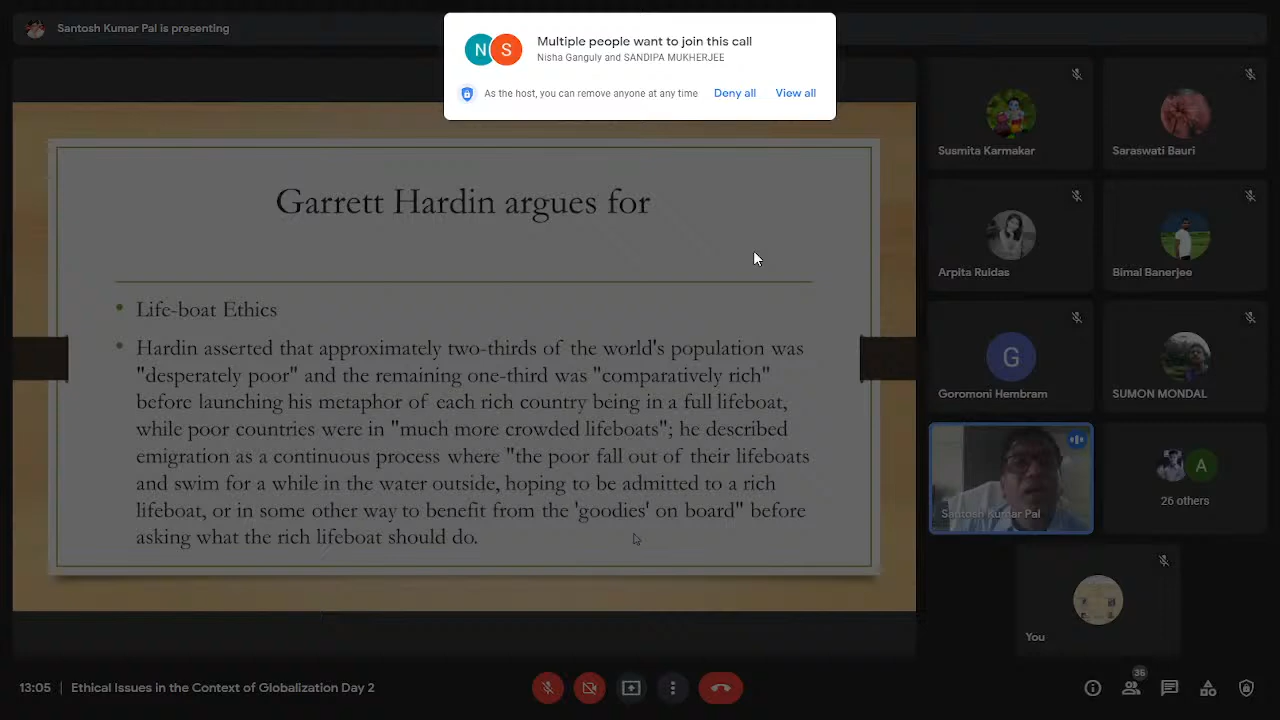 Santosh Kumar Pal is presenting
N
S
Multiple people want to join this call
Nisha Ganguly and SANDIPA MUKHERJEE
As the host, you can remove anyone at any time
Deny all
View all
Garrett Hardin argues for
• Life-boat Ethics
• Hardin asserted that approximately two-thirds of the world's population was
"desperately poor" and the remaining one-third was "comparatively rich"
before launching his metaphor of each rich country being in a full lifeboat,
while poor countries were in "much more crowded lifeboats"; he described
emigration as a continuous process where "the poor fall out of their lifeboats
and swim for a while in the water outside, hoping to be admitted to a rich
lifeboat, or in some other way to benefit from the 'goodies' on board" before
asking what the rich lifeboat should do.
Susmita Karmakar
Saraswati Bauri
Arpita Ruidas
Bimal Banerjee
G
Goromoni Hembram
SUMON MONDAL
Santosh Kumar Pal
A
26 others
You
13:05 | Ethical Issues in the Context of Globalization Day 2
35